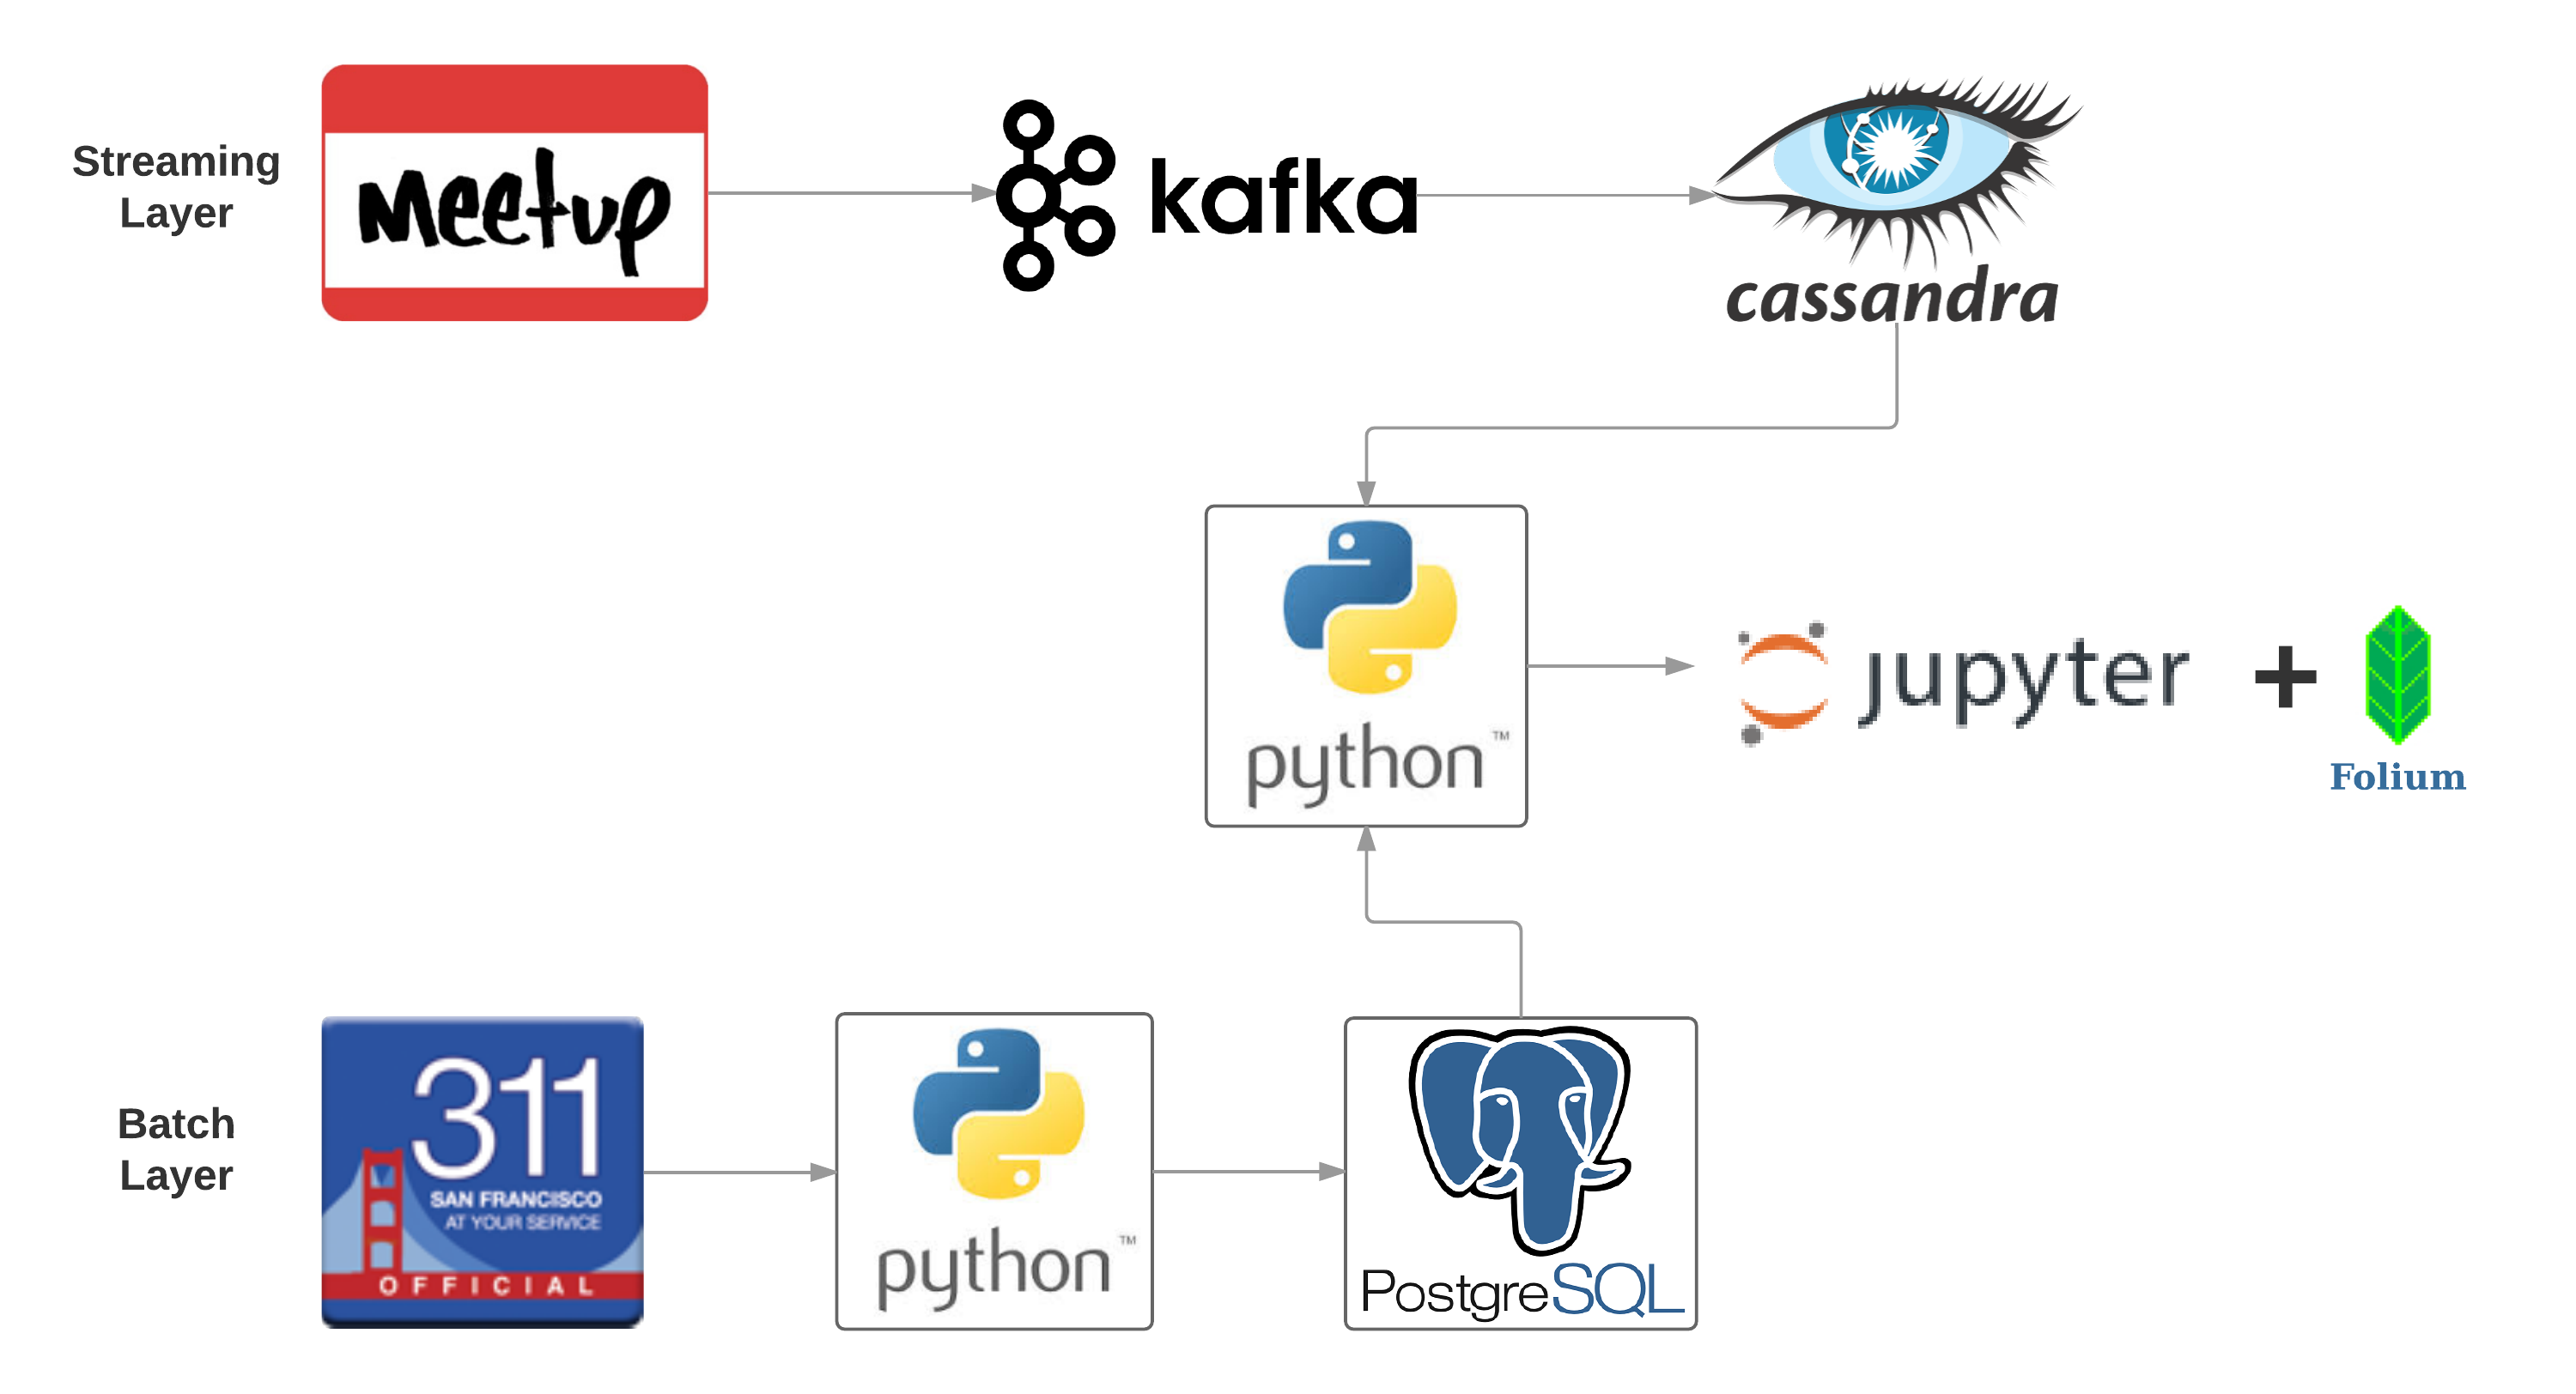 Streaming
Layer
Meetup
kafka
cassandra
python™
jupyter
+
Folium
Batch
Layer
311
SAN FRANCISCO
AT YOUR SERVICE
OFFICIAL
python™
PostgreSQL